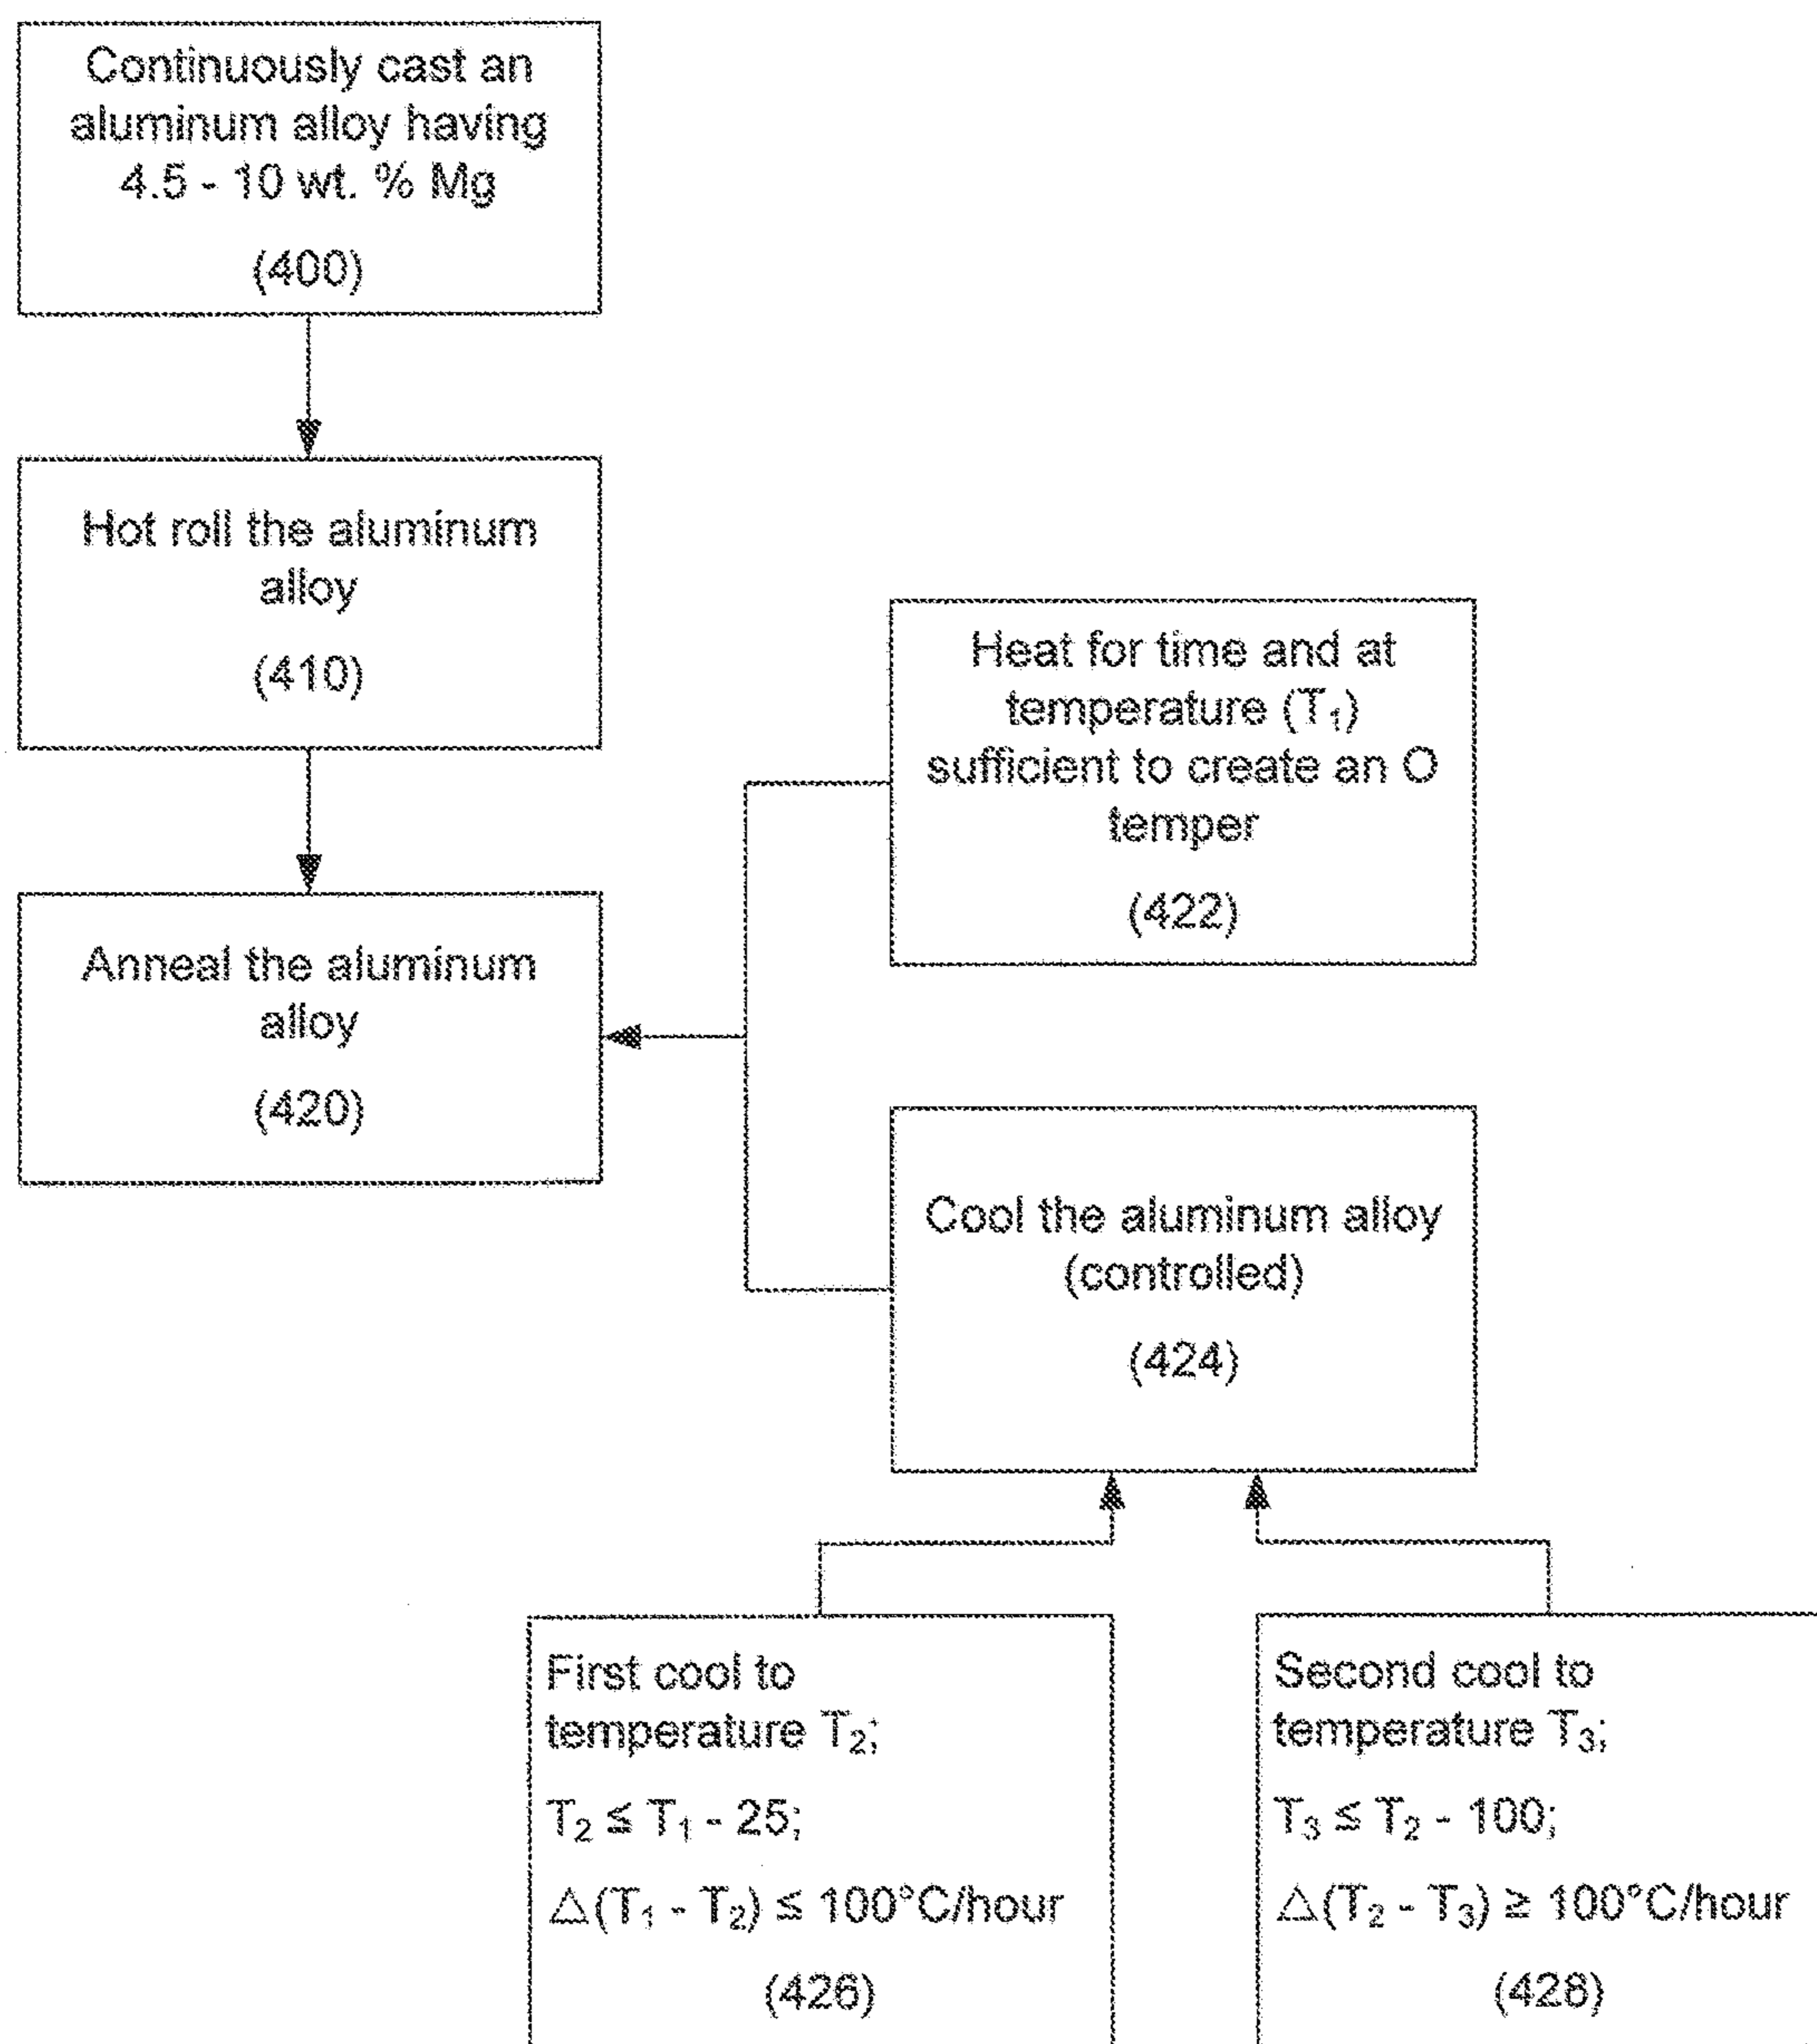 Continuously cast an
aluminum alloy having
4.5 - 10 wt. % Mg
(400)
Hot roll the aluminum
alloy
(410)
Anneal the aluminum
alloy
(420)
Heat for time and at
temperature (T₁)
sufficient to create an O
temper
(422)
Cool the aluminum alloy
(controlled)
(424)
First cool to
temperature T₂;
T₂ ≤ T₁ - 25;
△(T₁ - T₂) ≤ 100°C/hour
(426)
Second cool to
temperature T₃;
T₃ ≤ T₂ - 100;
△(T₂ - T₃) ≥ 100°C/hour
(428)